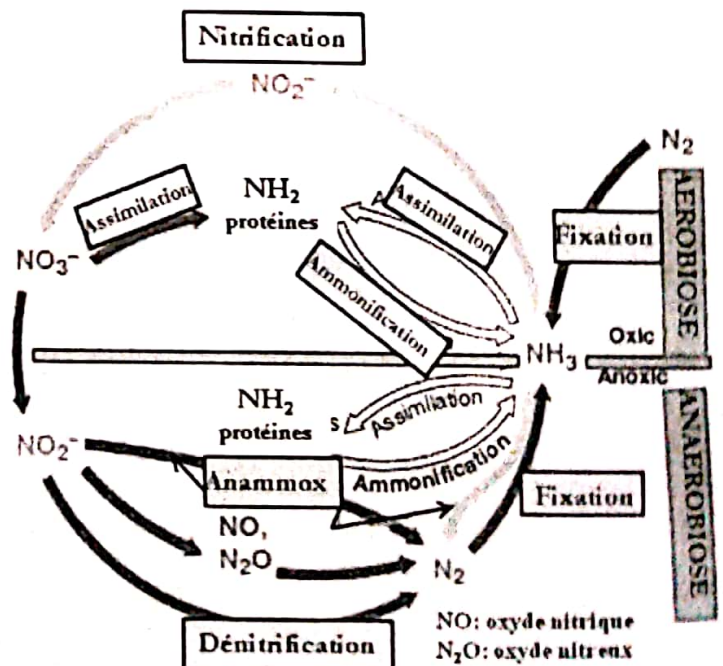 Nitrification
NO₂⁻
N₂
Assimilation
NH₂
protéines
Assimilation
Fixation
AEROBIOSE
NO₃⁻
Ammonification
Oxic
NH₃
Anoxic
NH₂
protéines
s
Assimilation
ANAEROBIOSE
NO₂⁻
Anammox
Ammonification
Fixation
NO,
N₂O
N₂
NO: oxyde nitrique
N₂O: oxyde nitreux
Dénitrification